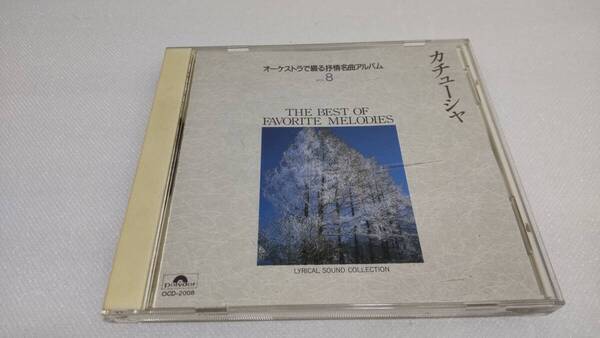 オーケストラで綴る抒情名曲アルバム
8
カチューシャ
THE BEST OF
FAVORITE MELODIES
LYRICAL SOUND COLLECTION
polydor
OCD-2008